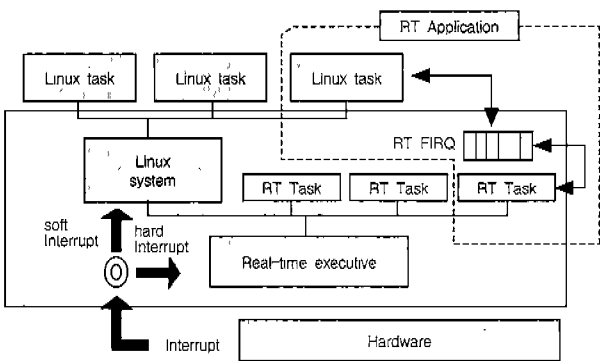 RT Application
Linux task
Linux task
Linux task
RT FIRQ
Linux
system
RT Task
RT Task
RT Task
soft
Interrupt
hard
Interrupt
Real-time executive
Interrupt
Hardware